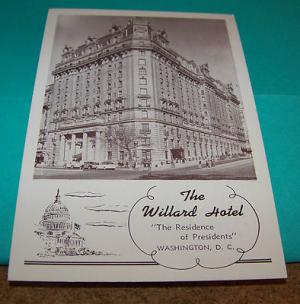 The
Willard Hotel
"The Residence
of Presidents"
WASHINGTON, D. C.